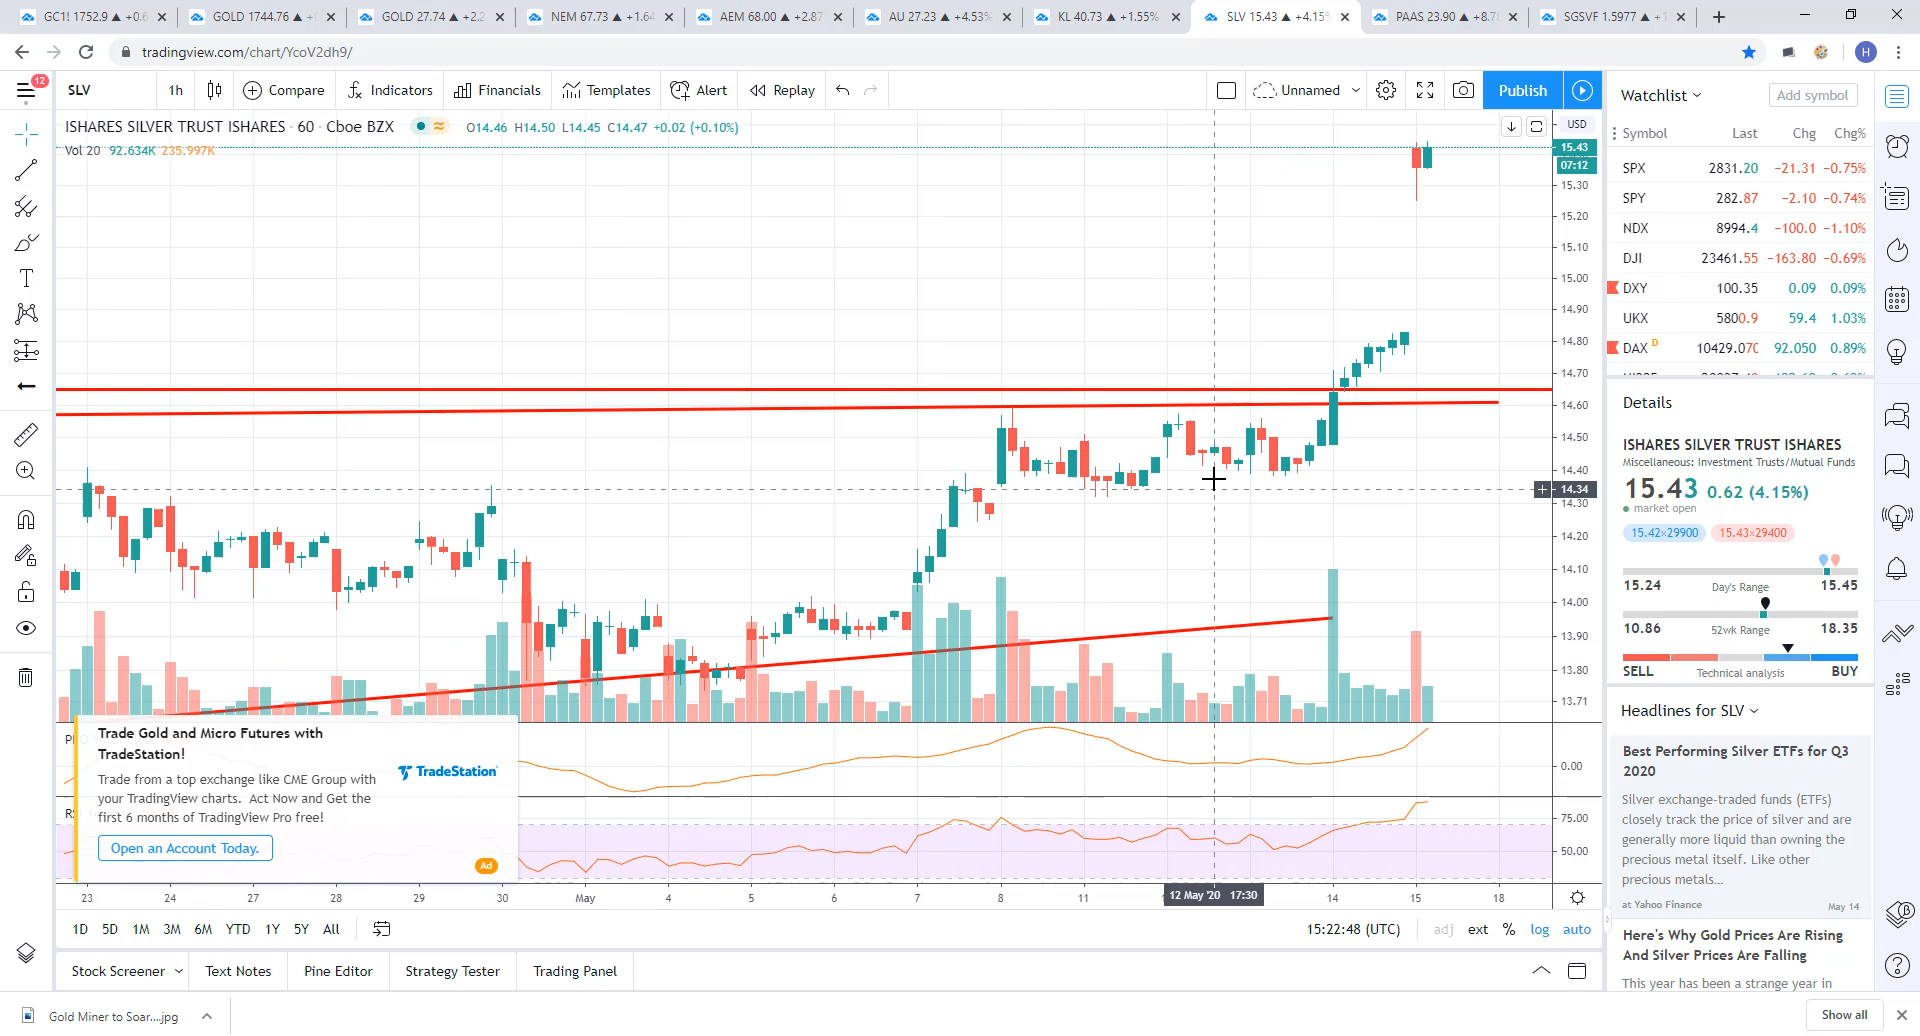 GC1! 1752.9 ▲ +0.6
GOLD 1744.76 ▲
GOLD 27.74 ▲ +2.2
NEM 67.73 ▲ +1.64
AEM 68.00 ▲ +2.87
AU 27.23 ▲ +4.53%
KL 40.73 ▲ +1.55%
SLV 15.43 ▲ +4.15%
PAAS 23.90 ▲ +8.7
SGSVF 1.5977 ▲
tradingview.com/chart/YcoV2dh9/
H
12
SLV
1h
Compare
Indicators
Financials
Templates
Alert
Replay
Unnamed
Publish
ISHARES SILVER TRUST ISHARES · 60 · Cboe BZX
O14.46 H14.50 L14.45 C14.47 +0.02 (+0.10%)
Vol 20 92.634K 235.997K
USD
15.43
07:12
15.30
15.20
15.10
15.00
14.90
14.80
14.70
14.60
14.50
14.40
14.34
14.30
14.20
14.10
14.00
13.90
13.80
13.71
0.00
75.00
50.00
Trade Gold and Micro Futures with
TradeStation!
Trade from a top exchange like CME Group with
your TradingView charts. Act Now and Get the
first 6 months of TradingView Pro free!
TradeStation
Open an Account Today.
Ad
23 24 27 28 29 30 May 4 5 6 7 8 11 12 May '20 17:30 14 15 18
1D 5D 1M 3M 6M YTD 1Y 5Y All
15:22:48 (UTC) adj ext % log auto
Stock Screener
Text Notes
Pine Editor
Strategy Tester
Trading Panel
Watchlist
Add symbol
Symbol Last Chg Chg%
SPX 2831.20 −21.31 −0.75%
SPY 282.87 −2.10 −0.74%
NDX 8994.4 −100.0 −1.10%
DJI 23461.55 −163.80 −0.69%
DXY 100.35 0.09 0.09%
UKX 5800.9 59.4 1.03%
DAX D 10429.070 92.050 0.89%
Details
ISHARES SILVER TRUST ISHARES
Miscellaneous: Investment Trusts/Mutual Funds
15.43 0.62 (4.15%)
market open
15.42×29900 15.43×29400
15.24 Day's Range 15.45
10.86 52wk Range 18.35
SELL Technical analysis BUY
Headlines for SLV
Best Performing Silver ETFs for Q3
2020
Silver exchange-traded funds (ETFs)
closely track the price of silver and are
generally more liquid than owning the
precious metal itself. Like other
precious metals...
at Yahoo Finance May 14
Here's Why Gold Prices Are Rising
And Silver Prices Are Falling
This year has been a strange year in
Gold Miner to Soar....jpg
Show all